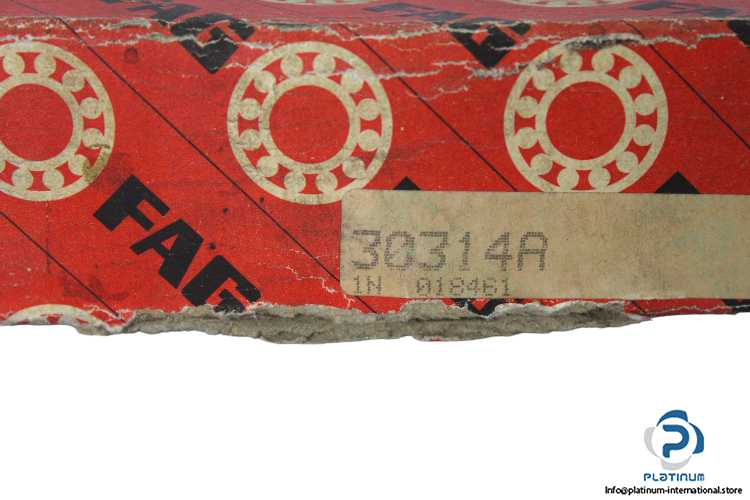 FAG
30314A
1N 018461
PLATINUM
Info@platinum-international.store